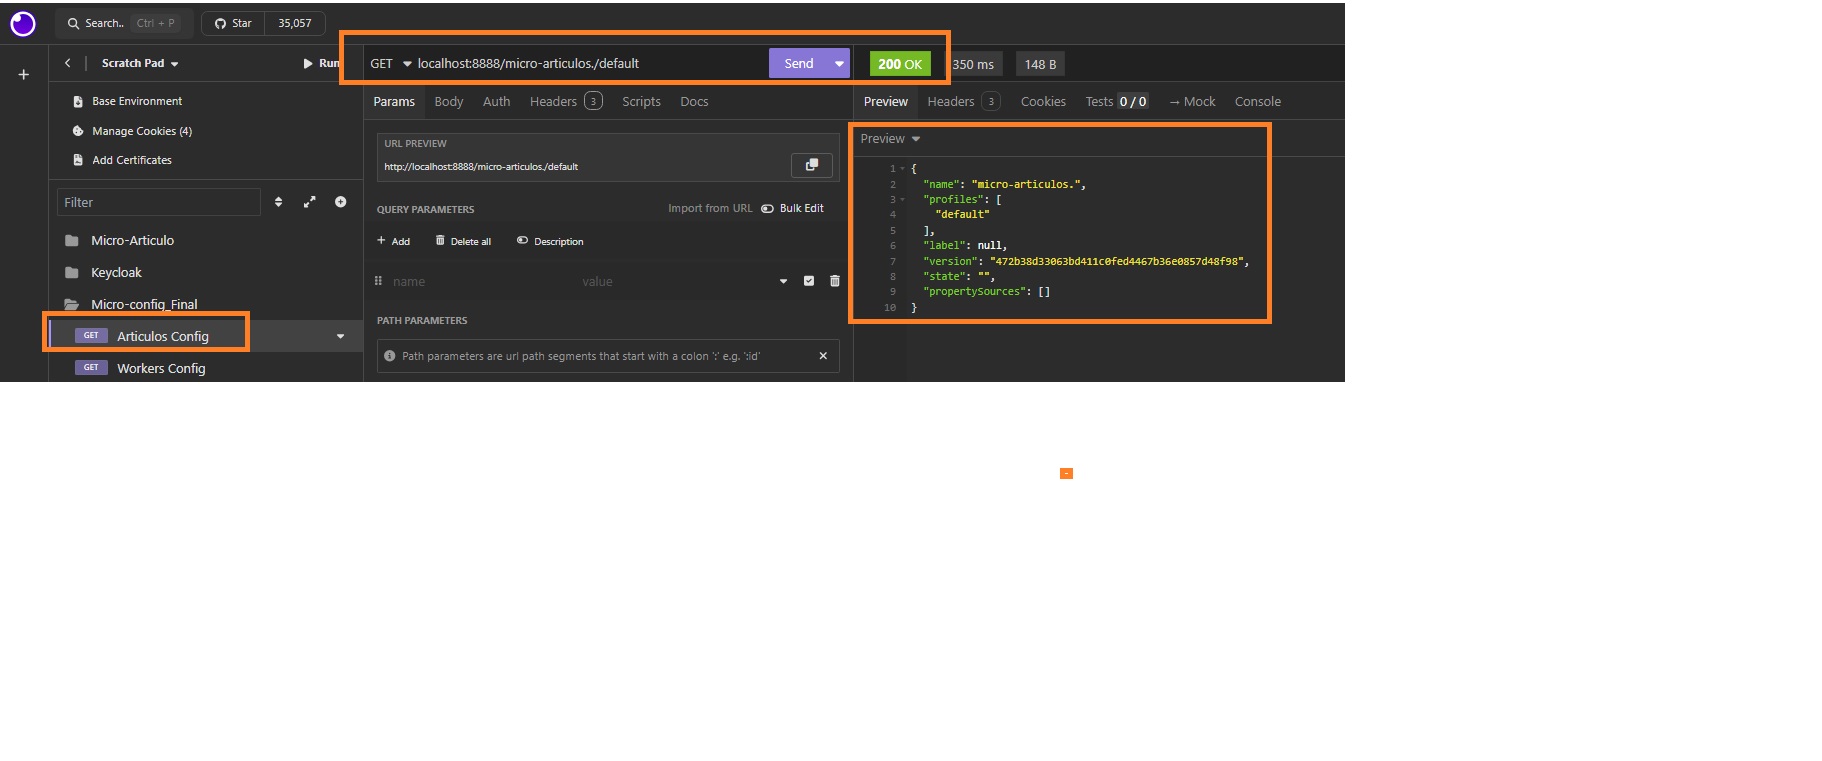 Search.. Ctrl + P Star 35,057
Scratch Pad Run
GET localhost:8888/micro-articulos./default Send 200 OK 350 ms 148 B
Base Environment
Manage Cookies (4)
Add Certificates
Filter
Micro-Articulo
Keycloak
Micro-config_Final
GET Articulos Config
GET Workers Config
Params Body Auth Headers 3 Scripts Docs
URL PREVIEW
http://localhost:8888/micro-articulos./default
QUERY PARAMETERS Import from URL Bulk Edit
+ Add Delete all Description
name value
PATH PARAMETERS
Path parameters are url path segments that start with a colon ':' e.g. ':id'
Preview Headers 3 Cookies Tests 0 / 0 → Mock Console
Preview
1 {
2 "name": "micro-articulos.",
3 "profiles": [
4 "default"
5 ],
6 "label": null,
7 "version": "472b38d33063bd411c0fed4467b36e0857d48f98",
8 "state": "",
9 "propertySources": []
10 }
-